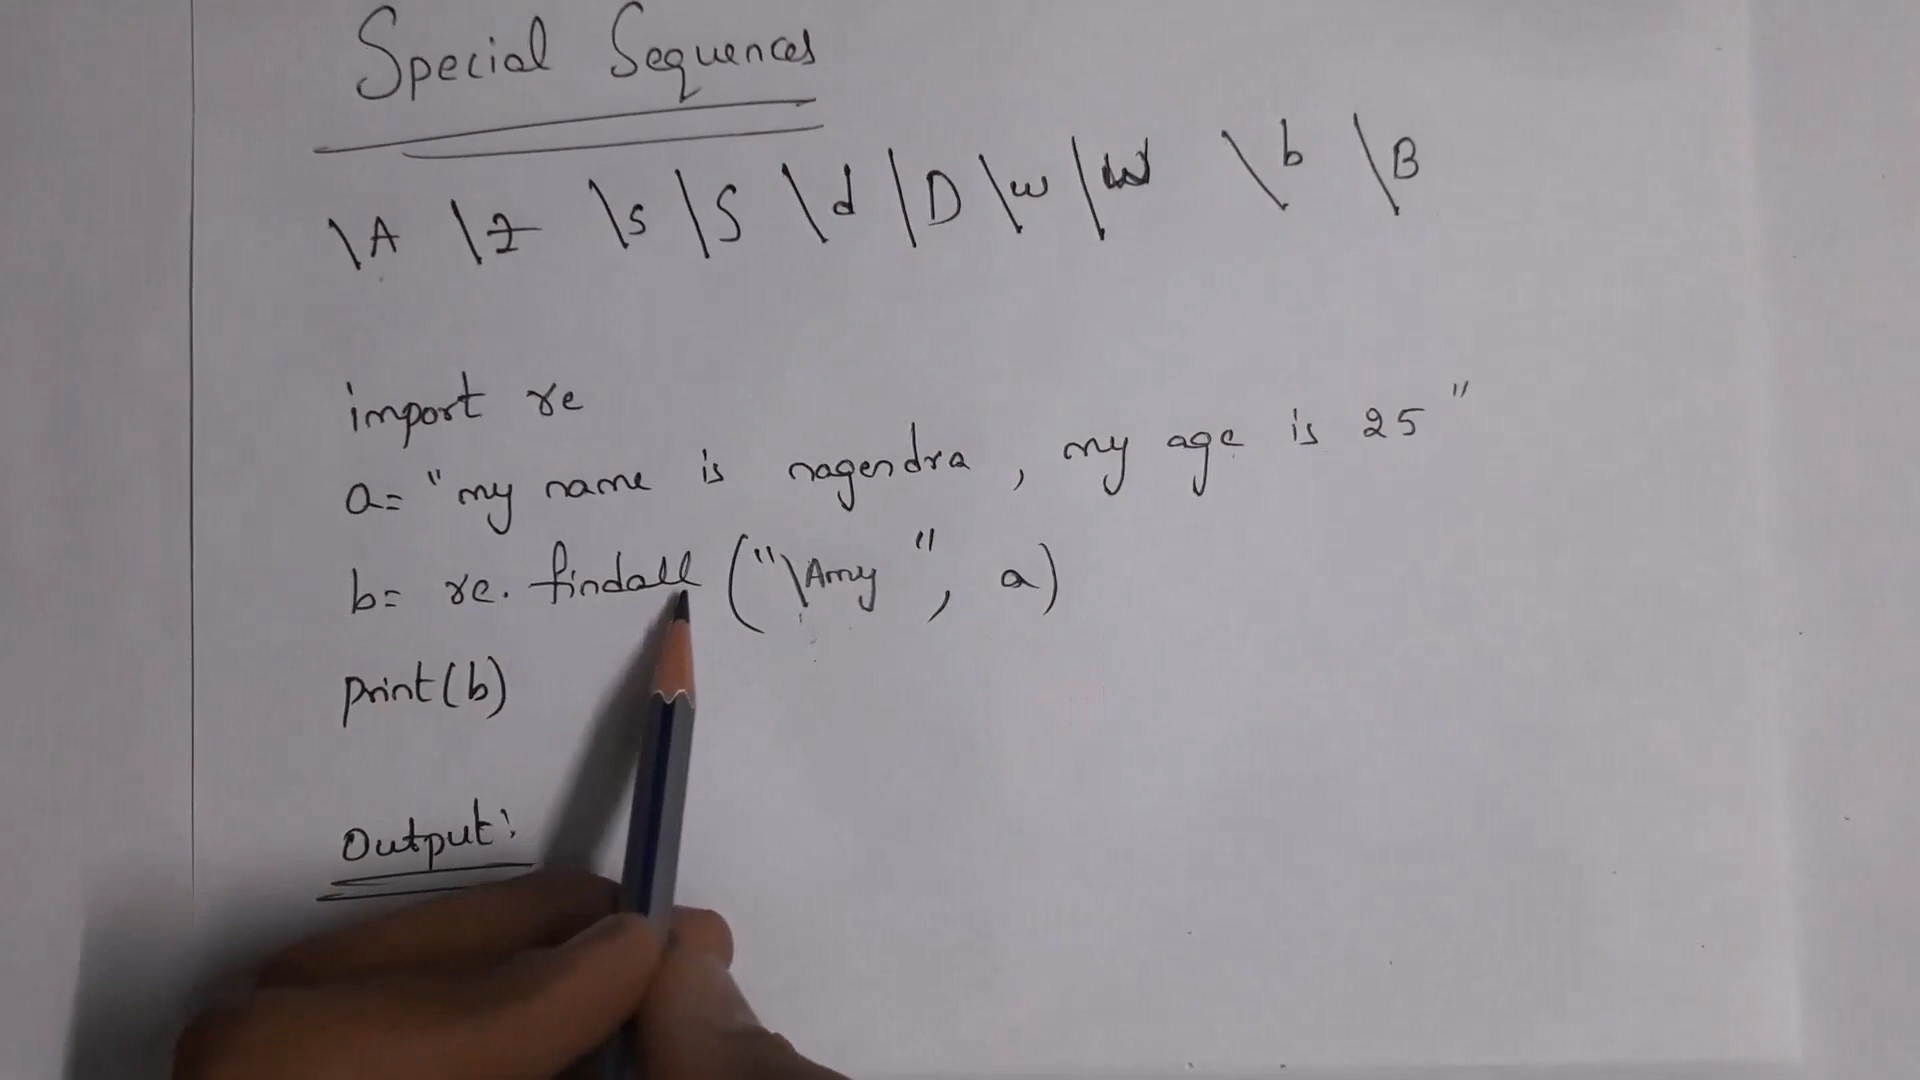 Special Sequences
\A \Z \s \S \d \D \w \W \b \B
import re
a= "my name is nagendra, my age is 25"
b= re.findall("\Amy", a)
print(b)
Output: